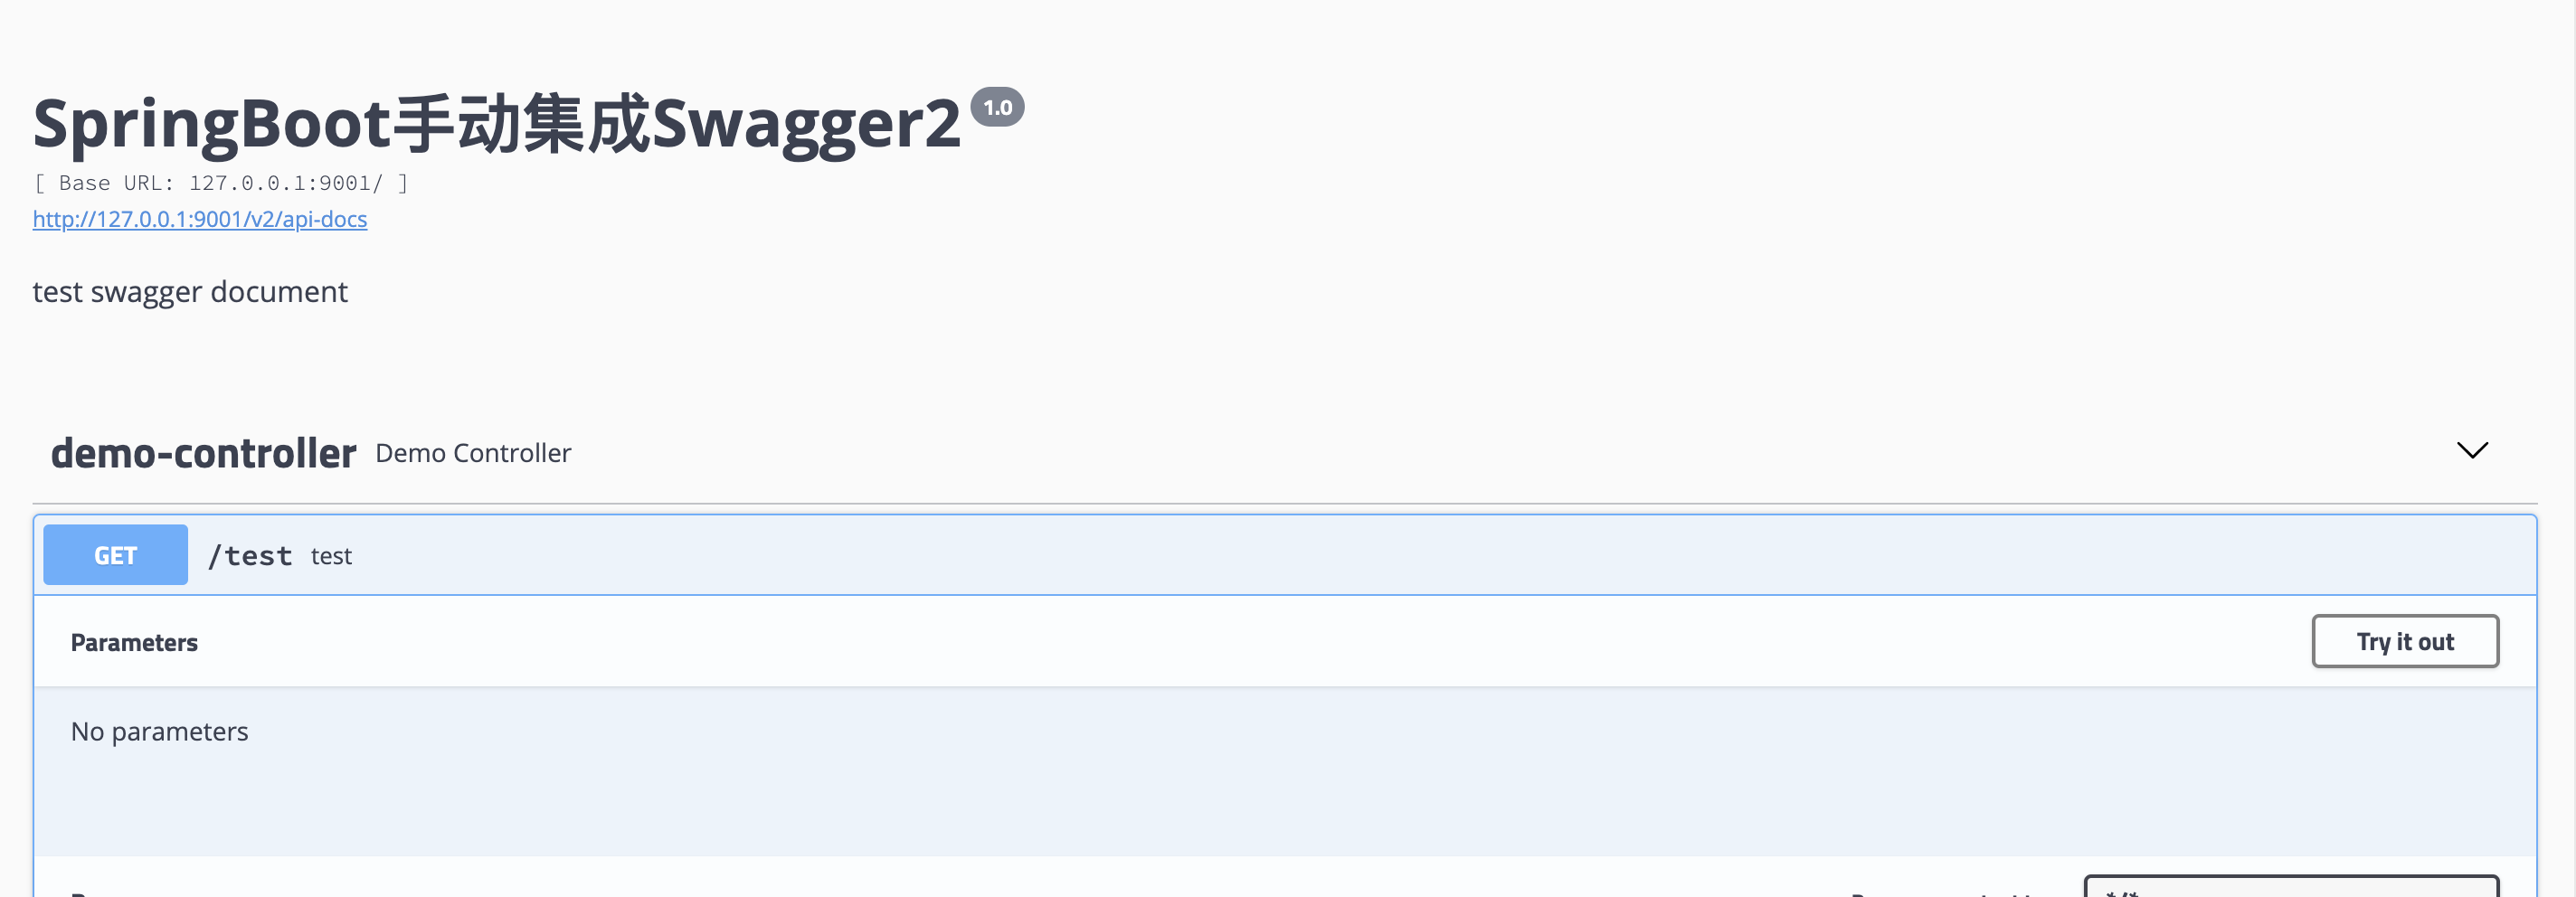 SpringBoot手动集成Swagger2 1.0
[ Base URL: 127.0.0.1:9001/ ]
http://127.0.0.1:9001/v2/api-docs
test swagger document
demo-controller Demo Controller
GET /test test
Parameters Try it out
No parameters